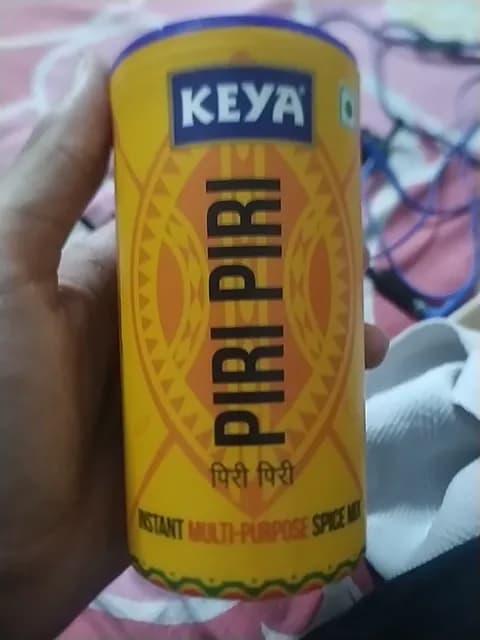 KEYA
PIRI PIRI
पिरी पिरी
INSTANT MULTI-PURPOSE SPICE MIX